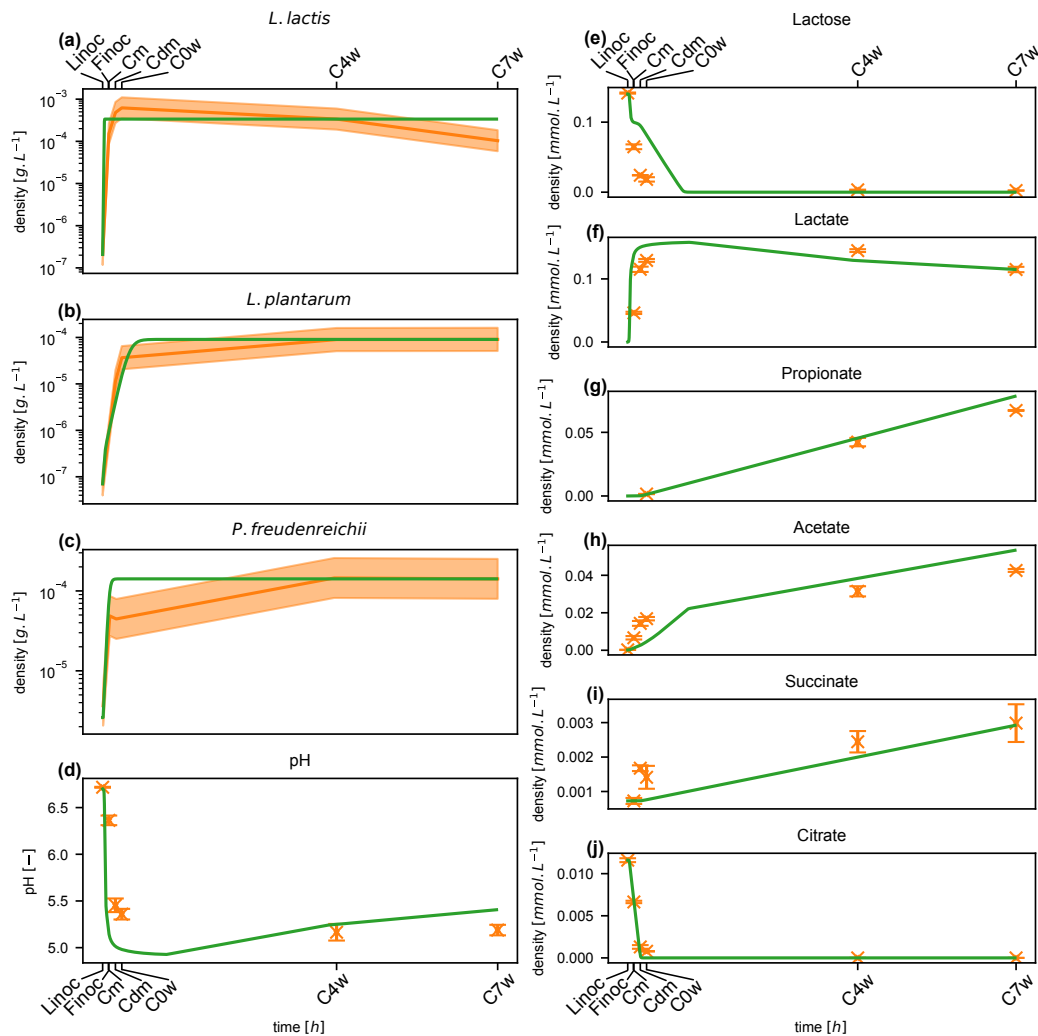 L. lactis
(a)
Linoc
Finoc
Cm
Cdm
C0w
C4w
C7w
10⁻³
10⁻⁴
10⁻⁵
10⁻⁶
10⁻⁷
density [g. L⁻¹]
L. plantarum
(b)
10⁻⁴
10⁻⁵
10⁻⁶
10⁻⁷
density [g. L⁻¹]
P. freudenreichii
(c)
10⁻⁴
10⁻⁵
density [g. L⁻¹]
pH
(d)
6.5
6.0
5.5
5.0
pH [−]
Linoc
Finoc
Cm
Cdm
C0w
C4w
C7w
time [h]
Lactose
(e)
Linoc
Finoc
Cm
Cdm
C0w
C4w
C7w
0.1
0.0
density [mmol. L⁻¹]
Lactate
(f)
0.1
0.0
density [mmol. L⁻¹]
Propionate
(g)
0.05
0.00
density [mmol. L⁻¹]
Acetate
(h)
0.04
0.02
0.00
density [mmol. L⁻¹]
Succinate
(i)
0.003
0.002
0.001
density [mmol. L⁻¹]
Citrate
(j)
0.010
0.005
0.000
density [mmol. L⁻¹]
Linoc
Finoc
Cm
Cdm
C0w
C4w
C7w
time [h]